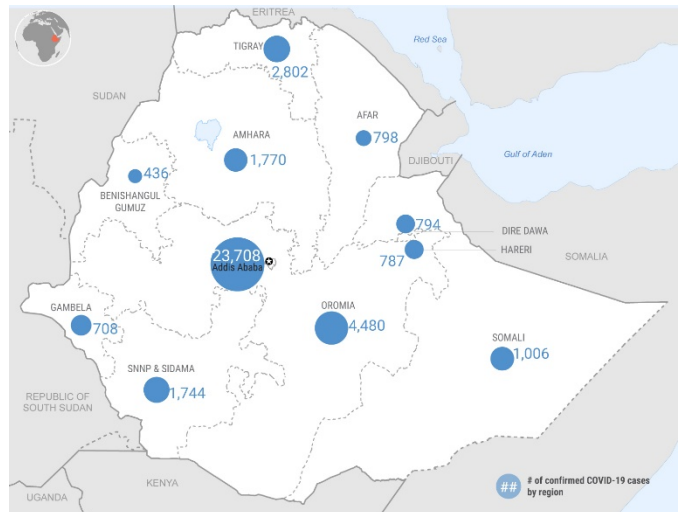 ERITREA
Red Sea
TIGRAY
2,802
SUDAN
AFAR
798
AMHARA
1,770
DJIBOUTI
Gulf of Aden
436
BENISHANGUL
GUMUZ
794
DIRE DAWA
HARERI
787
23,708
Addis Ababa
SOMALIA
GAMBELA
708
OROMIA
4,480
SOMALI
1,006
SNNP & SIDAMA
1,744
REPUBLIC OF
SOUTH SUDAN
UGANDA
KENYA
##
# of confirmed COVID-19 cases
by region